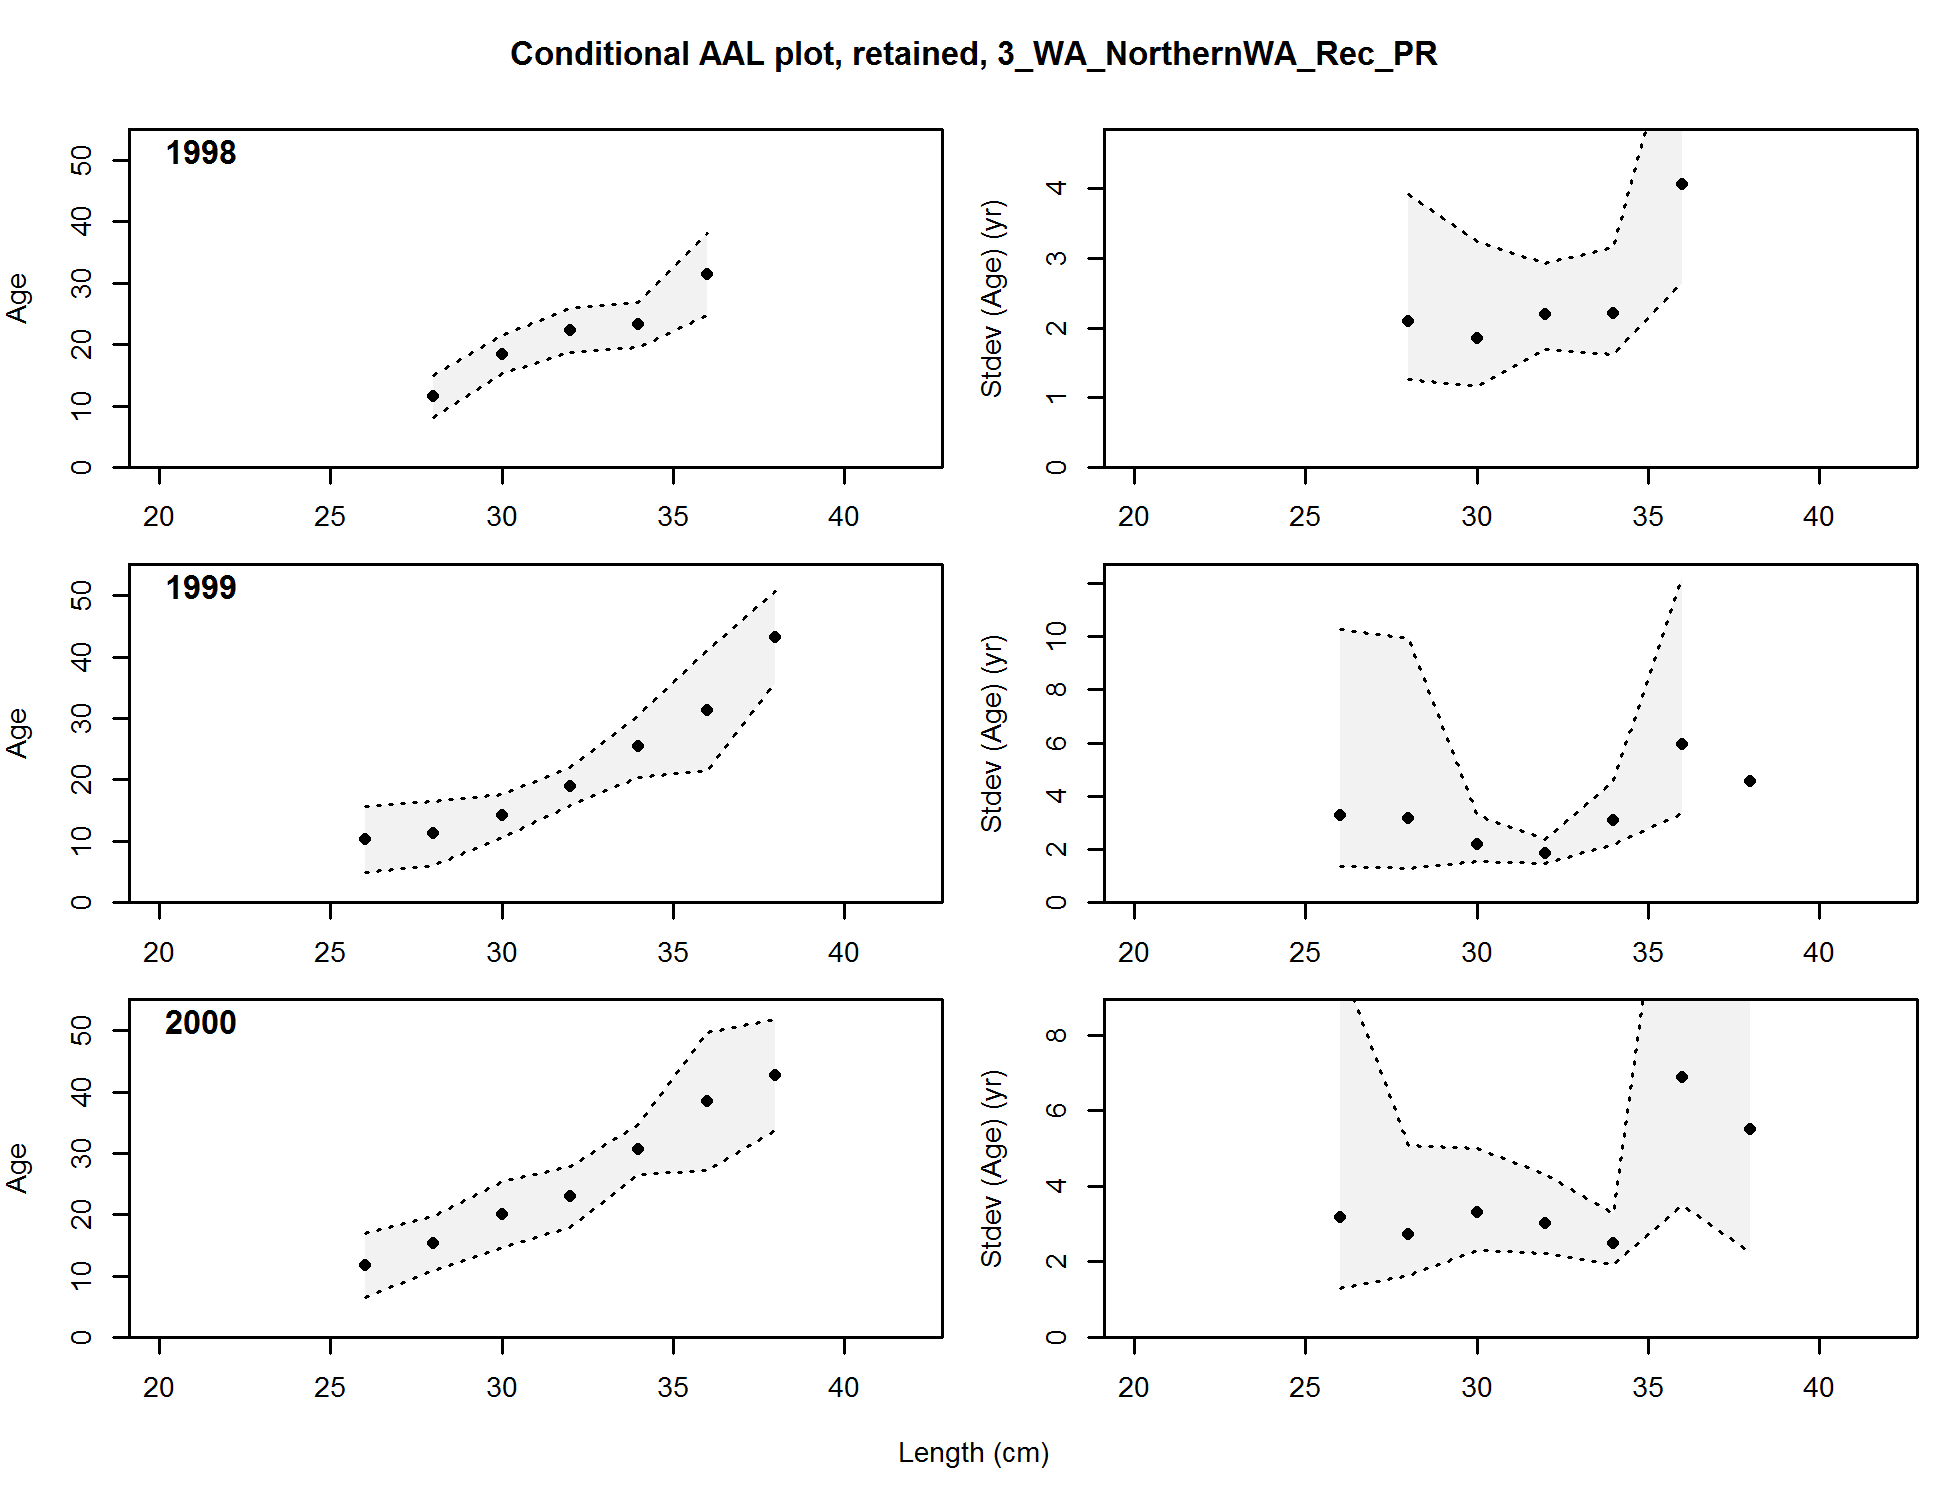 Conditional AAL plot, retained, 3_WA_NorthernWA_Rec_PR
1998
Age
0 10 20 30 40 50
20 25 30 35 40
Stdev (Age) (yr)
0 1 2 3 4
20 25 30 35 40
1999
Age
0 10 20 30 40 50
20 25 30 35 40
Stdev (Age) (yr)
0 2 4 6 8 10
20 25 30 35 40
2000
Age
0 10 20 30 40 50
20 25 30 35 40
Stdev (Age) (yr)
0 2 4 6 8
20 25 30 35 40
Length (cm)